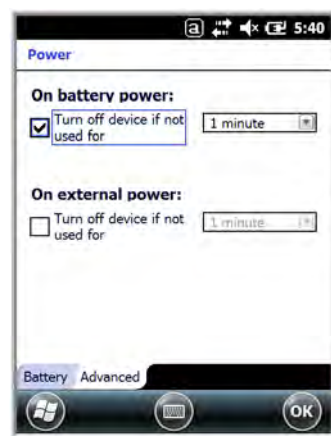 a 5:40
Power
On battery power:
Turn off device if not
used for
1 minute
On external power:
Turn off device if not
used for
1 minute
Battery Advanced
OK